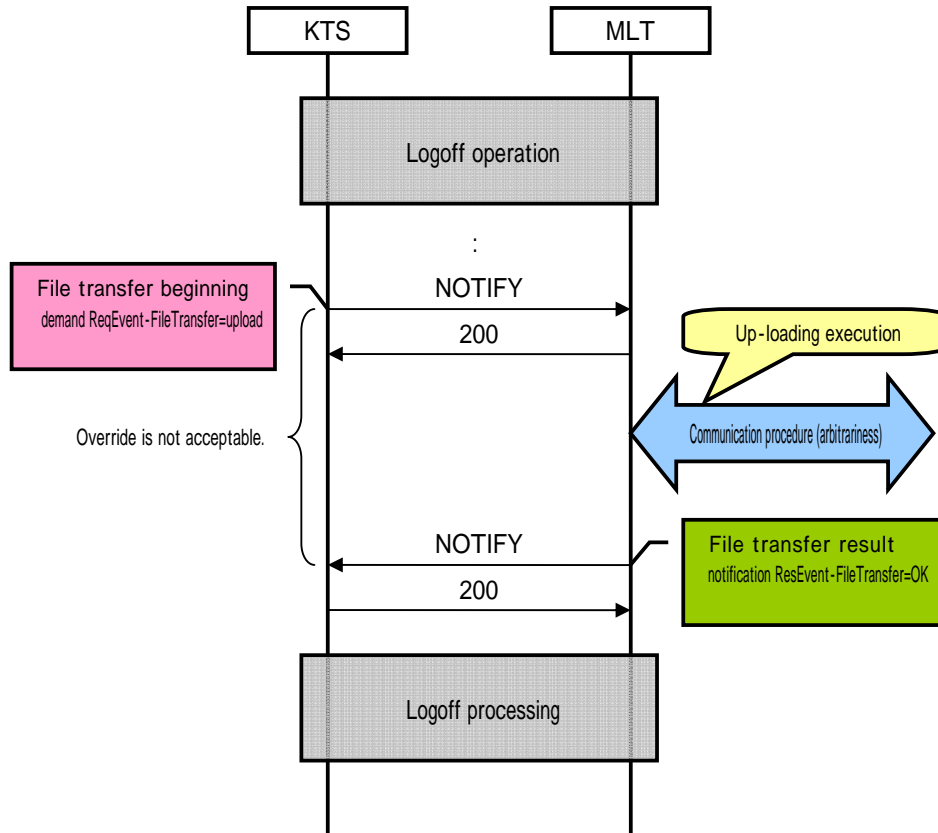 KTS
MLT
Logoff operation
:
File transfer beginning
demand ReqEvent-FileTransfer=upload
NOTIFY
200
Up-loading execution
Override is not acceptable.
Communication procedure (arbitrariness)
NOTIFY
File transfer result
notification ResEvent-FileTransfer=OK
200
Logoff processing